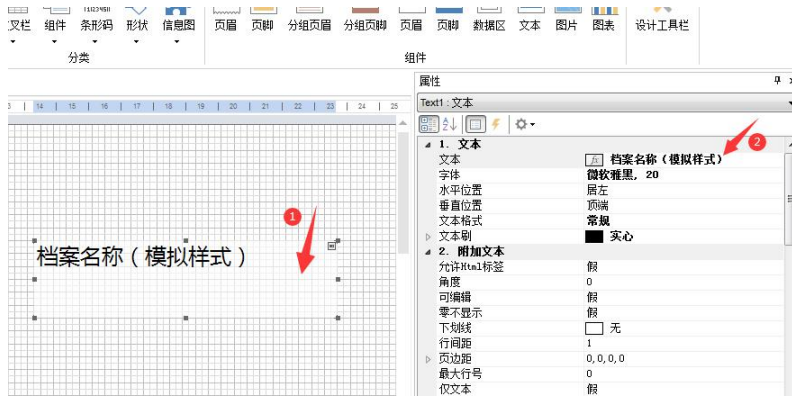 叉栏 组件 条形码 形状 信息图 页眉 页脚 分组页眉 分组页脚 页眉 页脚 数据区 文本 图片 图表 设计工具栏
分类 组件
属性
Text1 : 文本
14 15 16 17 18 19 20 21 22 23 24 25
1. 文本
文本 档案名称（模拟样式）
2
字体 微软雅黑, 20
水平位置 居左
垂直位置 顶端
文本格式 常规
文本刷 实心
1
档案名称（模拟样式）
2. 附加文本
允许Html标签 假
角度 0
可编辑 假
零不显示 假
下划线 无
行间距 1
页边距 0,0,0,0
最大行号 0
仅文本 假